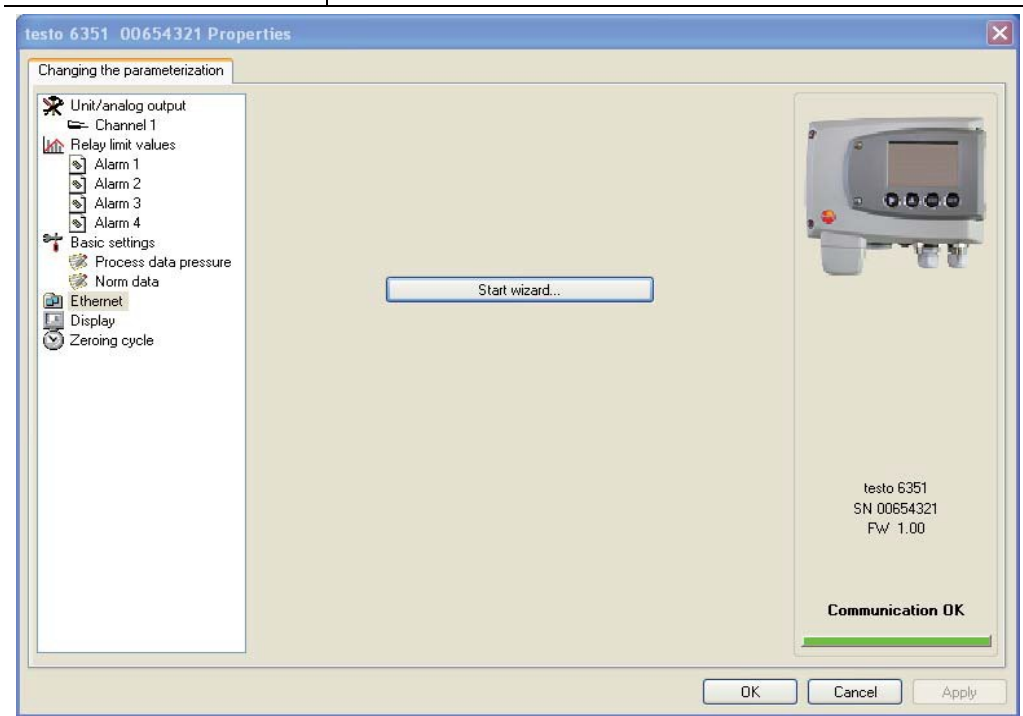 testo 6351 00654321 Properties
Changing the parameterization
Unit/analog output
Channel 1
Relay limit values
Alarm 1
Alarm 2
Alarm 3
Alarm 4
Basic settings
Process data pressure
Norm data
Ethernet
Display
Zeroing cycle
Start wizard...
testo 6351
SN 00654321
FW 1.00
Communication OK
OK
Cancel
Apply